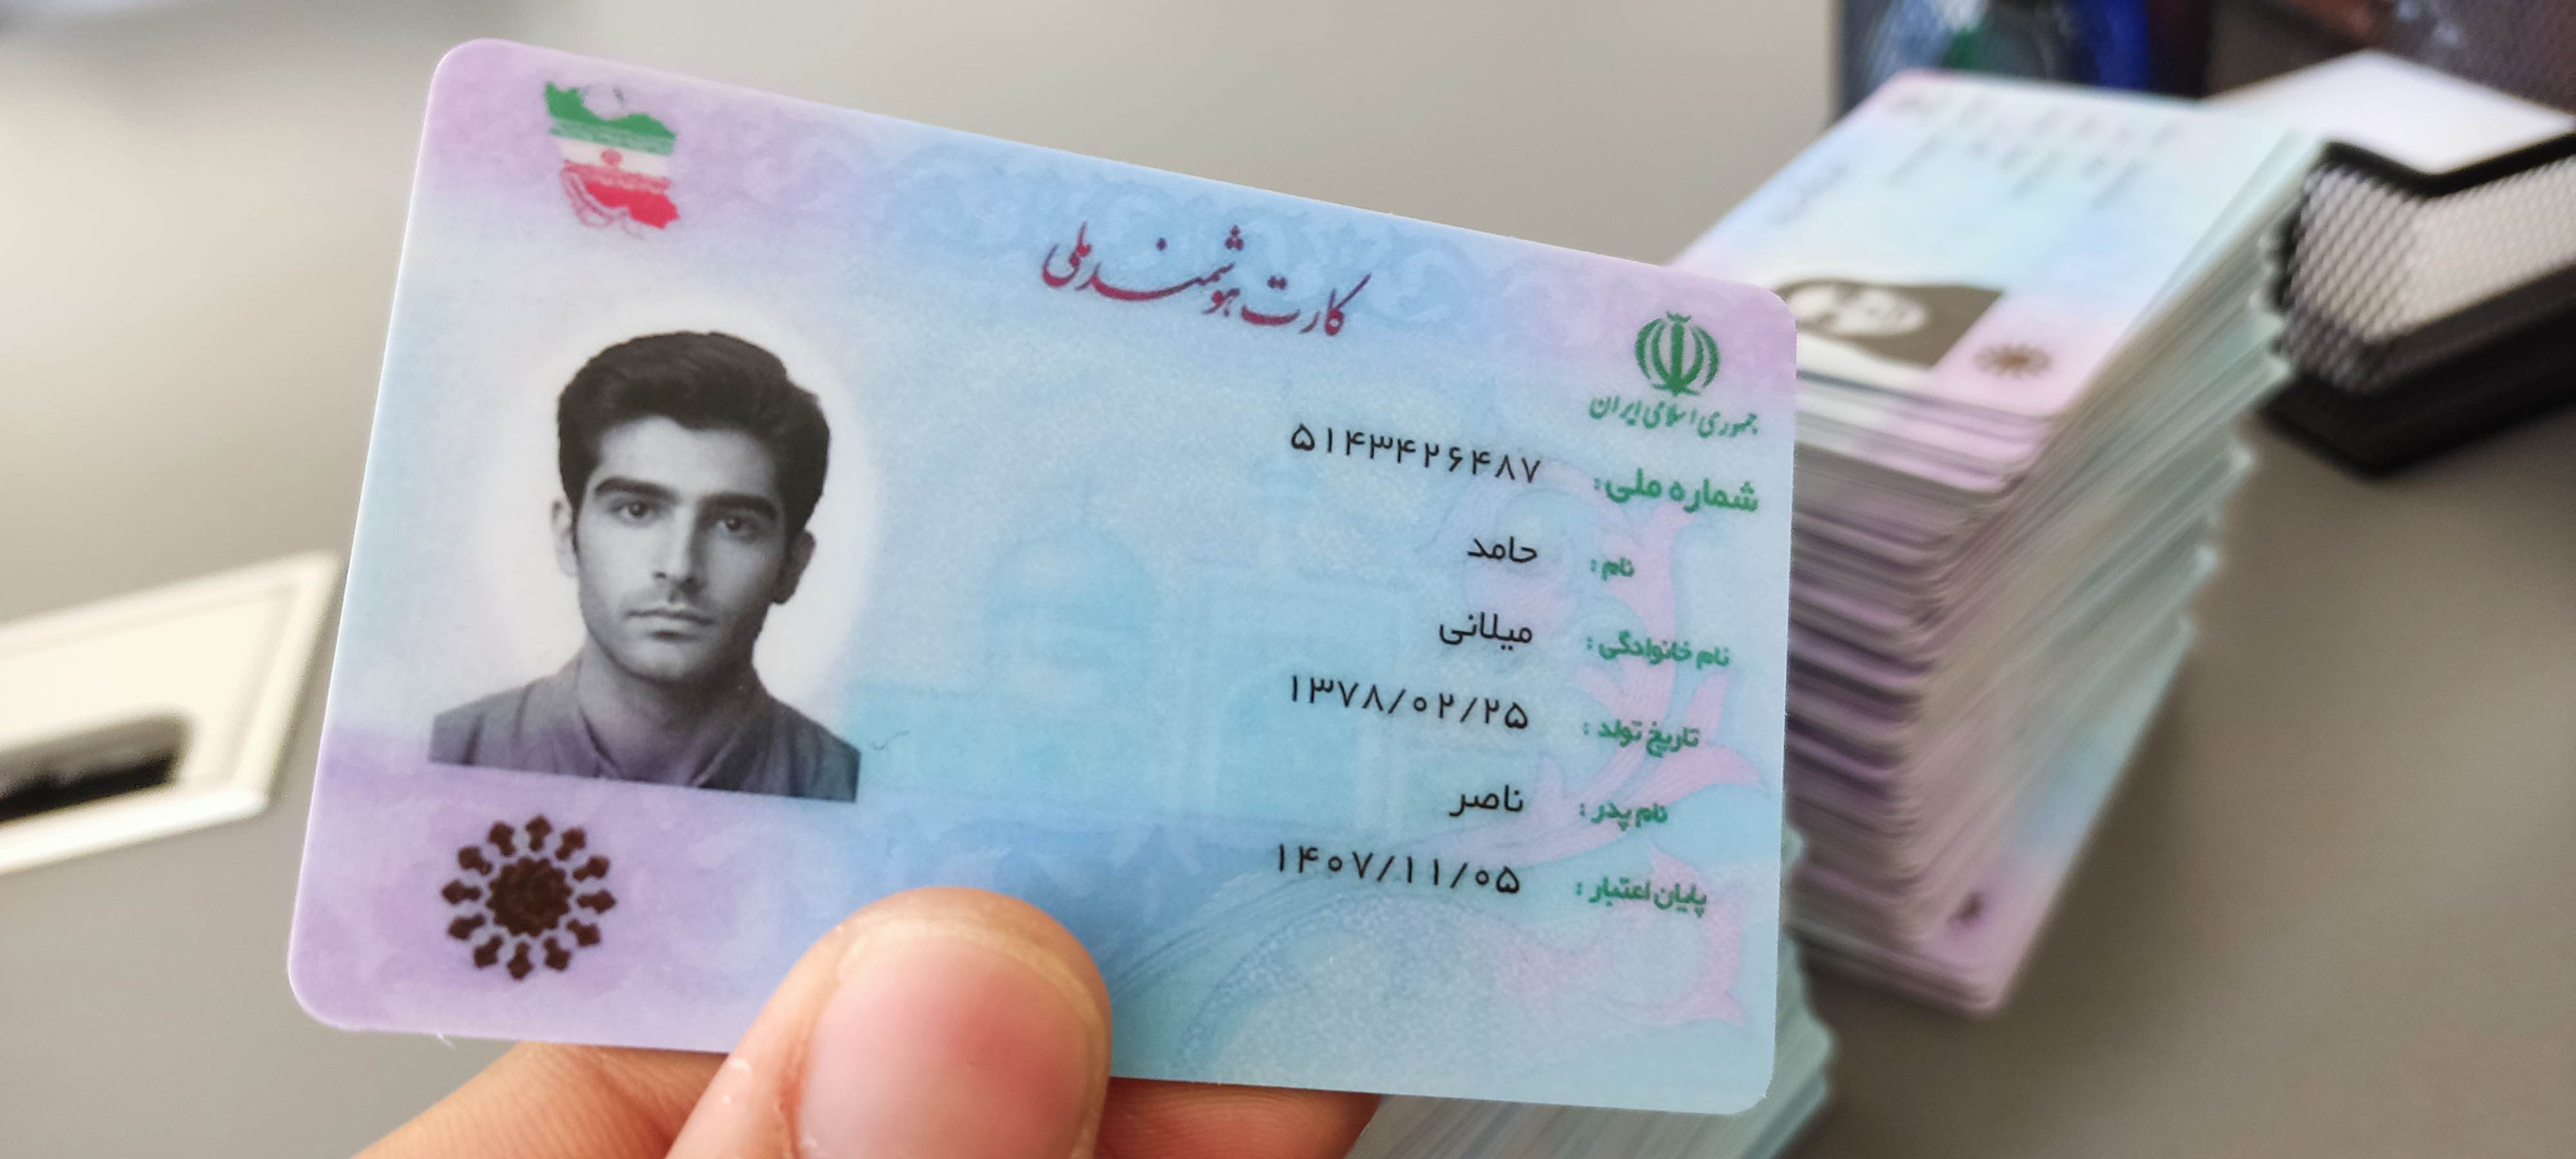 کارت هوشمند ملی
جمهوری اسلامی ایران
شماره ملی: ۵۱۴۳۴۲۶۴۸۷
نام: حامد
نام خانوادگی: میلانی
تاریخ تولد: ۱۳۷۸/۰۲/۲۵
نام پدر: ناصر
پایان اعتبار: ۱۴۰۷/۱۱/۰۵